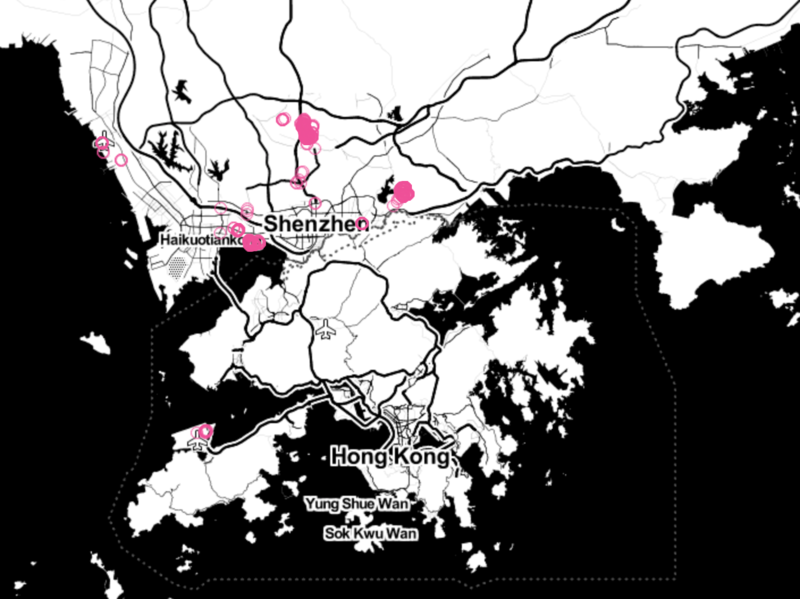 Shenzhen
Haikuotianko
Hong Kong
Yung Shue Wan
Sok Kwu Wan